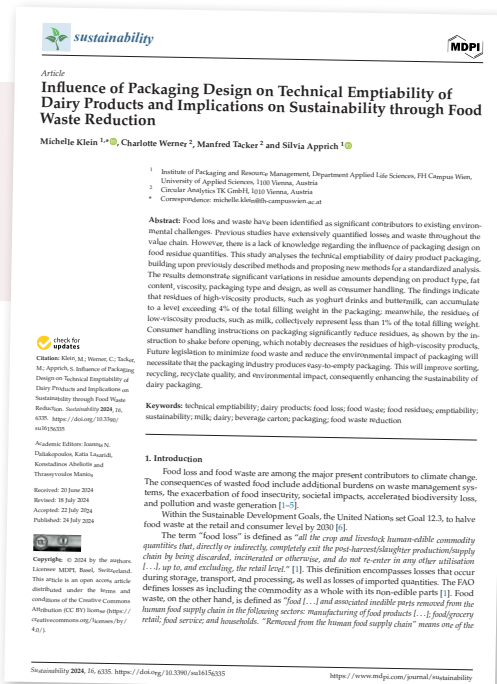 sustainability
MDPI
Article
Influence of Packaging Design on Technical Emptiability of
Dairy Products and Implications on Sustainability through Food
Waste Reduction
Michelle Klein 1,*, Charlotte Werner 2, Manfred Tacker 2 and Silvia Apprich 1
1 Institute of Packaging and Resource Management, Department Applied Life Sciences, FH Campus Wien,
University of Applied Sciences, 1100 Vienna, Austria
2 Circular Analytics TK GmbH, 1010 Vienna, Austria
* Correspondence: michelle.klein@fh-campuswien.ac.at
Abstract: Food loss and waste have been identified as significant contributors to existing environ-
mental challenges. Previous studies have extensively quantified losses and waste throughout the
value chain. However, there is a lack of knowledge regarding the influence of packaging design on
food residue quantities. This study analyses the technical emptiability of dairy product packaging,
building upon previously described methods and proposing new methods for a standardized analysis.
The results demonstrate significant variations in residue amounts depending on product type, fat
content, viscosity, packaging type and design, as well as consumer handling. The findings indicate
that residues of high-viscosity products, such as yoghurt drinks and buttermilk, can accumulate
to a level exceeding 4% of the total filling weight in the packaging; meanwhile, the residues of
low-viscosity products, such as milk, collectively represent less than 1% of the total filling weight.
Consumer handling instructions on packaging significantly reduce residues, as shown by the in-
struction to shake before opening, which notably decreases the residues of high-viscosity products.
Future legislation to minimize food waste and reduce the environmental impact of packaging will
necessitate that the packaging industry produces easy-to-empty packaging. This will improve sorting,
recycling, recyclate quality, and environmental impact, consequently enhancing the sustainability of
dairy packaging.
Keywords: technical emptiability; dairy products; food loss; food waste; food residues; emptiability;
sustainability; milk; dairy; beverage carton; packaging; food waste reduction
check for
updates
Citation: Klein, M.; Werner, C.; Tacker,
M.; Apprich, S. Influence of Packaging
Design on Technical Emptiability of
Dairy Products and Implications on
Sustainability through Food Waste
Reduction. Sustainability 2024, 16,
6335. https://doi.org/10.3390/
su16156335
Academic Editors: Ioannis N.
Daliakopoulos, Katia Lasaridi,
Konstadinos Abeliotis and
Thrassyvoulos Manios
Received: 20 June 2024
Revised: 18 July 2024
Accepted: 22 July 2024
Published: 24 July 2024
Copyright: © 2024 by the authors.
Licensee MDPI, Basel, Switzerland.
This article is an open access article
distributed under the terms and
conditions of the Creative Commons
Attribution (CC BY) license (https://
creativecommons.org/licenses/by/
4.0/).
1. Introduction
Food loss and food waste are among the major present contributors to climate change.
The consequences of wasted food include additional burdens on waste management sys-
tems, the exacerbation of food insecurity, societal impacts, accelerated biodiversity loss,
and pollution and waste generation [1–5].
Within the Sustainable Development Goals, the United Nations set Goal 12.3, to halve
food waste at the retail and consumer level by 2030 [6].
The term "food loss" is defined as "all the crop and livestock human-edible commodity
quantities that, directly or indirectly, completely exit the post-harvest/slaughter production/supply
chain by being discarded, incinerated or otherwise, and do not re-enter in any other utilisation
[…], up to, and excluding, the retail level." [1]. This definition encompasses losses that occur
during storage, transport, and processing, as well as losses of imported quantities. The FAO
defines losses as including the commodity as a whole with its non-edible parts [1]. Food
waste, on the other hand, is defined as "food […] and associated inedible parts removed from the
human food supply chain in the following sectors: manufacturing of food products […]; food/grocery
retail; food service; and households. "Removed from the human food supply chain" means one of the
Sustainability 2024, 16, 6335. https://doi.org/10.3390/su16156335
https://www.mdpi.com/journal/sustainability